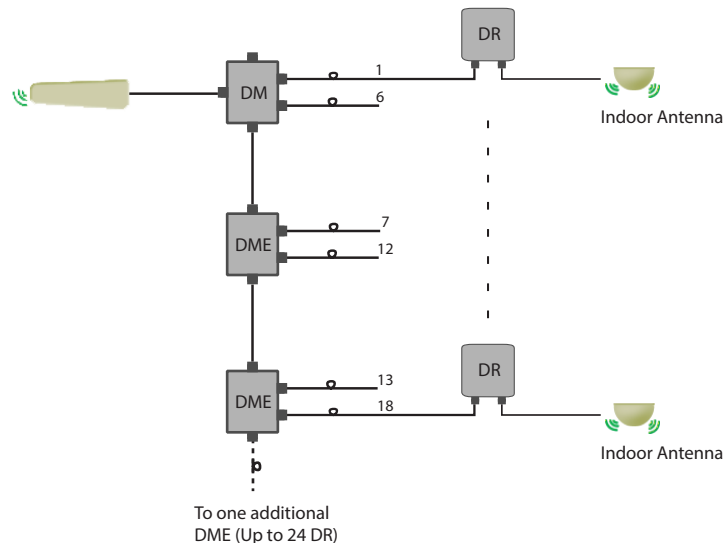 DR
1
DM
6
Indoor Antenna
7
DME
12
DR
13
DME
18
Indoor Antenna
To one additional
DME (Up to 24 DR)